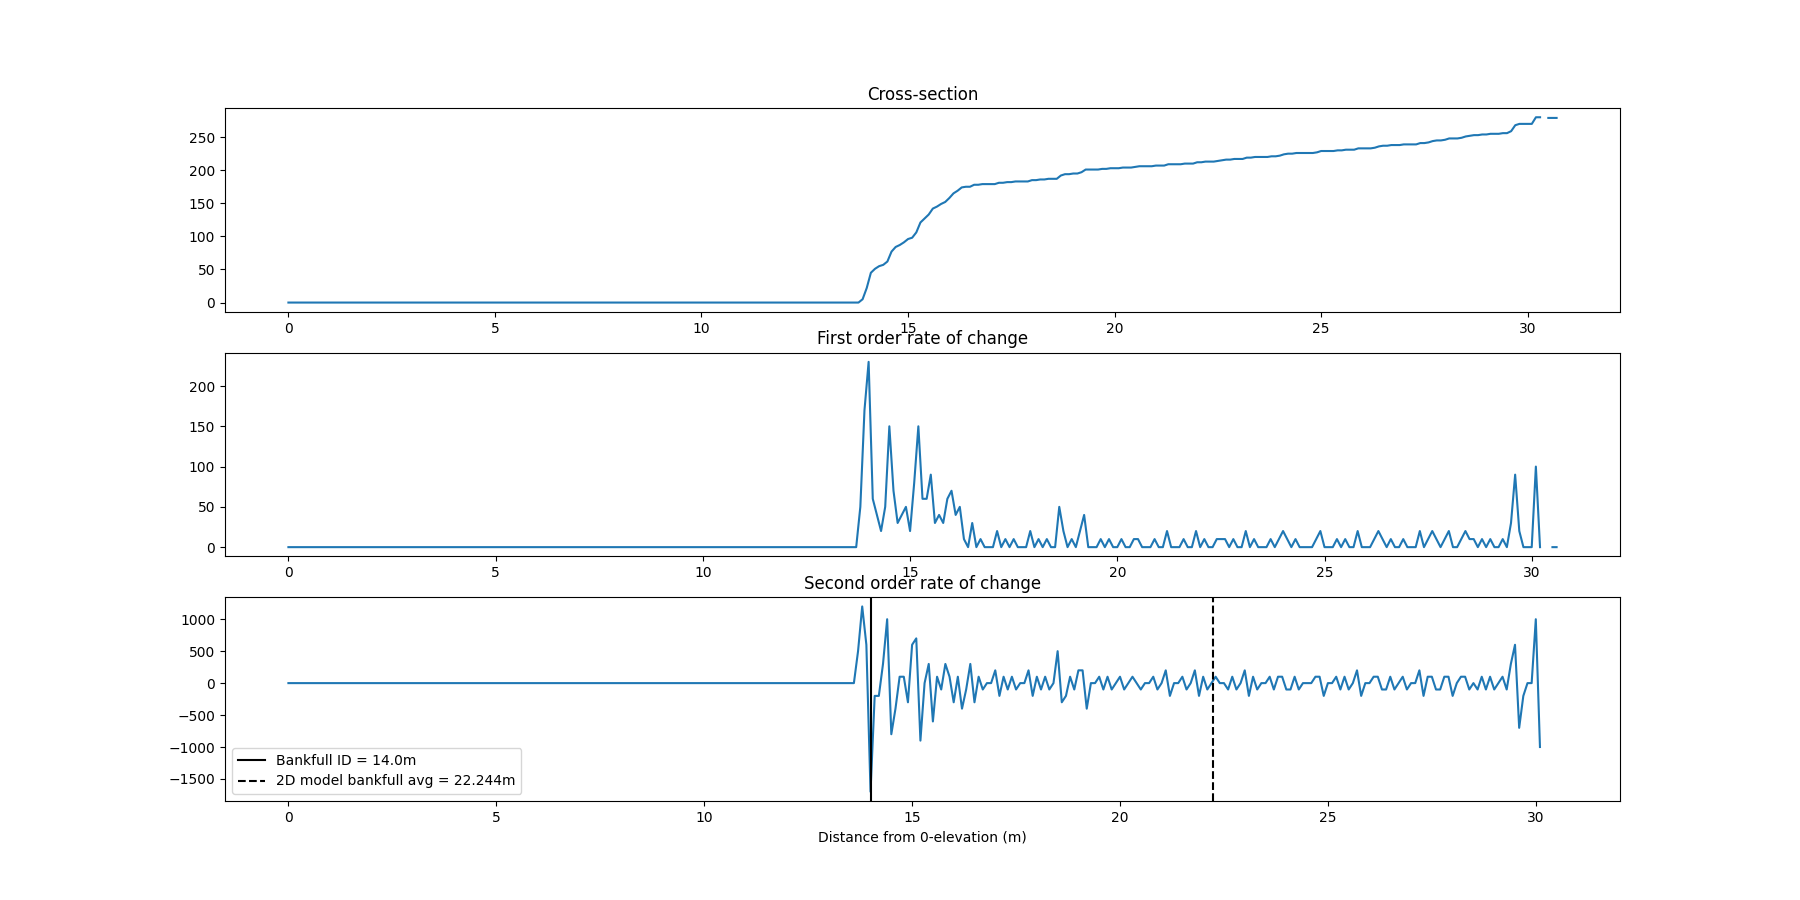 Cross-section
250
200
150
100
50
0
0 5 10 15 20 25 30
First order rate of change
200
150
100
50
0
0 5 10 15 20 25 30
Second order rate of change
1000
500
0
−500
−1000
−1500
Bankfull ID = 14.0m
2D model bankfull avg = 22.244m
0 5 10 15 20 25 30
Distance from 0-elevation (m)